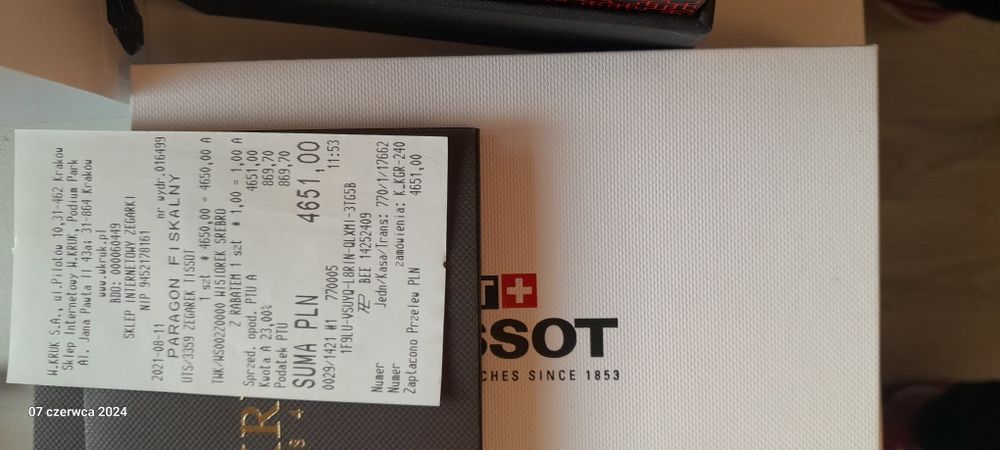 W.KRUK S.A., ul.Pilotów 10,31-462 Kraków
Sklep Internetowy W.KRUK, Podium Park
Al. Jana Pawła II 43a; 31-864 Kraków
www.wkruk.pl
BDO: 000060449
SKLEP INTERNETOWY ZEGARKI
NIP 9452178161
2021-08-11 nr wydr.016499
PARAGON FISKALNY
UTS/3359 ZEGAREK TISSOT
1 szt * 4650,00 = 4650,00 A
TWK/WS00220000 WISIOREK SREBRO
Z RABATEM 1 szt * 1,00 = 1,00 A
Sprzed. opod. PTU A 4651,00
Kwota A 23,00% 869,70
Podatek PTU 869,70
SUMA PLN 4651,00
0029/1421 #1 770005 11:53
1F9LU-VSUYQ-L8RIN-QLXMI-3TG5B
BEE 14252409
Numer Jedn/Kasa/Trans: 770/1/17662
Numer zamówienia: K_KGR-240
Zapłacono Przelew PLN 4651,00
T+
SSOT
CHES SINCE 1853
07 czerwca 2024